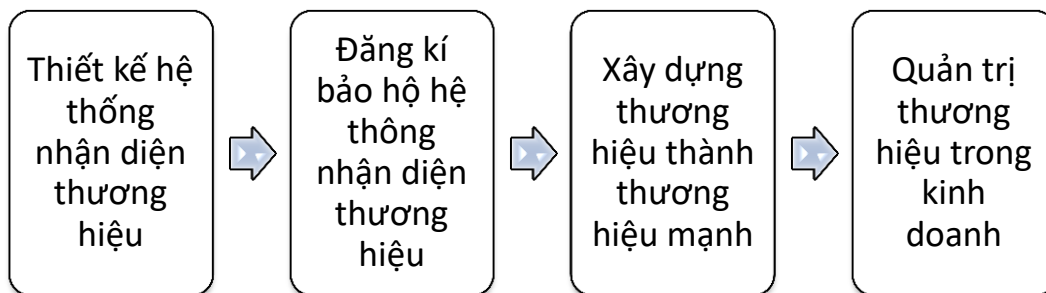 Thiết kế hệ
thống
nhận diện
thương
hiệu
Đăng kí
bảo hộ hệ
thông
nhận diện
thương
hiệu
Xây dựng
thương
hiệu thành
thương
hiệu mạnh
Quản trị
thương
hiệu trong
kinh
doanh